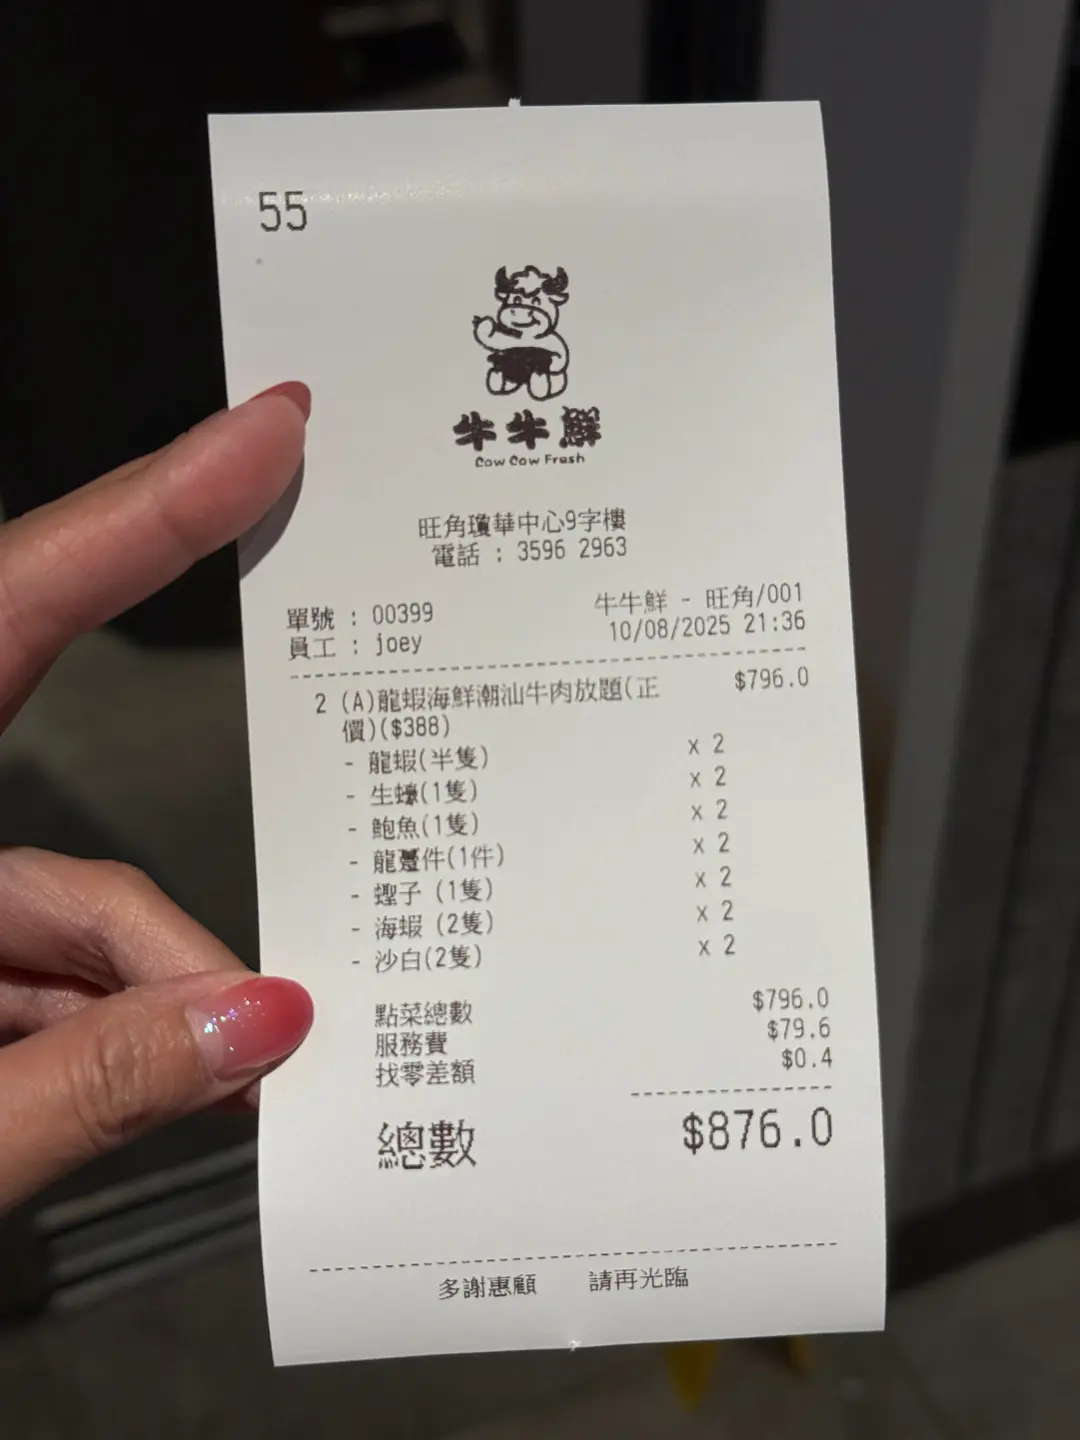 55
牛牛鮮
Cow Cow Fresh
旺角瓊華中心9字樓
電話 : 3596 2963
單號 : 00399
牛牛鮮 - 旺角/001
員工 : joey
10/08/2025 21:36
2 (A)龍蝦海鮮潮汕牛肉放題(正 $796.0
價)($388)
- 龍蝦(半隻) x 2
- 生蠔(1隻) x 2
- 鮑魚(1隻) x 2
- 龍躉件(1件) x 2
- 蟶子 (1隻) x 2
- 海蝦 (2隻) x 2
- 沙白(2隻) x 2
點菜總數 $796.0
服務費 $79.6
找零差額 $0.4
總數 $876.0
多謝惠顧 請再光臨